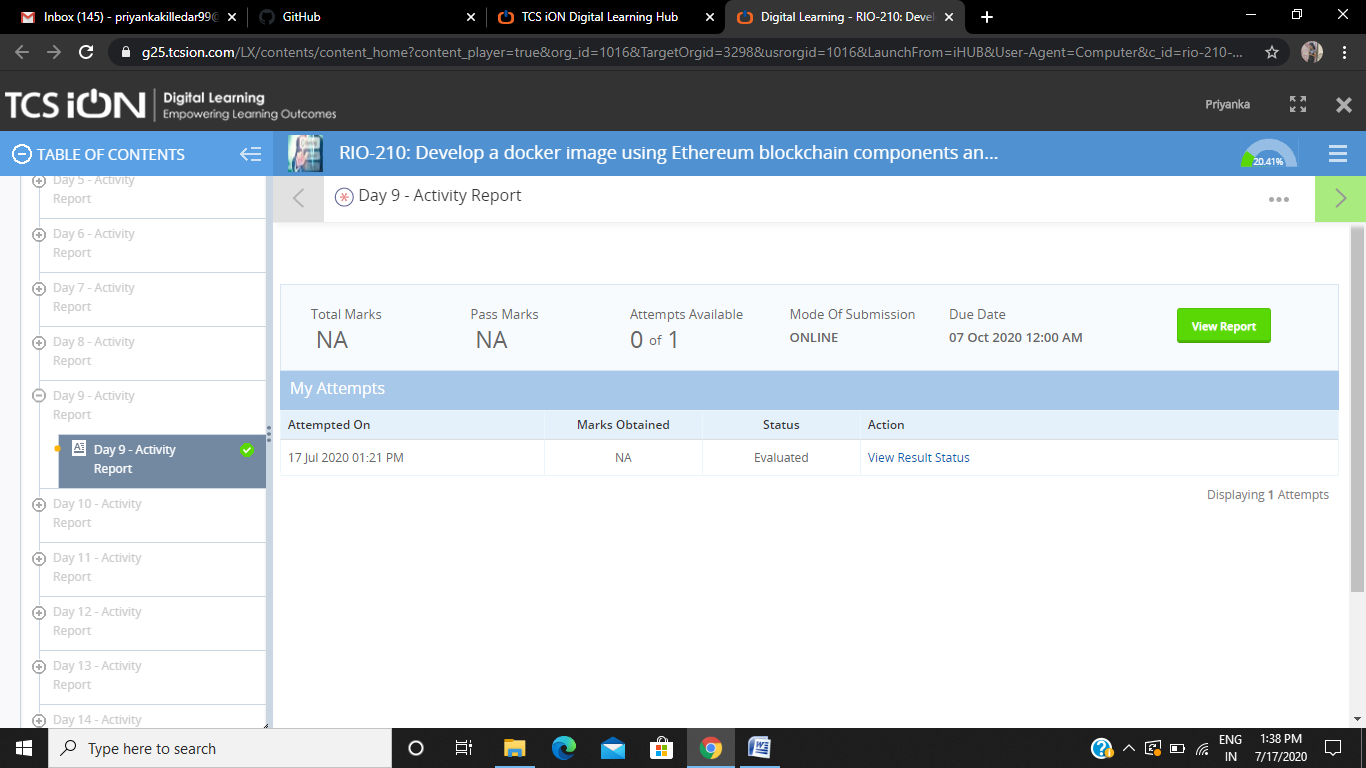 Inbox (145) - priyankakilledar99@
GitHub
TCS iON Digital Learning Hub
Digital Learning - RIO-210: Devel
g25.tcsion.com/LX/contents/content_home?content_player=true&org_id=1016&TargetOrgid=3298&usrorgid=1016&LaunchFrom=iHUB&User-Agent=Computer&c_id=rio-210-...
TCS iON
Digital Learning
Empowering Learning Outcomes
Priyanka
TABLE OF CONTENTS
RIO-210: Develop a docker image using Ethereum blockchain components an...
20.41%
Day 5 - Activity
Report
Day 6 - Activity
Report
Day 7 - Activity
Report
Day 8 - Activity
Report
Day 9 - Activity
Report
Day 9 - Activity
Report
Day 10 - Activity
Report
Day 11 - Activity
Report
Day 12 - Activity
Report
Day 13 - Activity
Report
Day 14 - Activity
Day 9 - Activity Report
Total Marks
NA
Pass Marks
NA
Attempts Available
0 of 1
Mode Of Submission
ONLINE
Due Date
07 Oct 2020 12:00 AM
View Report
My Attempts
Attempted On Marks Obtained Status Action
17 Jul 2020 01:21 PM NA Evaluated View Result Status
Displaying 1 Attempts
Type here to search
ENG
IN
1:38 PM
7/17/2020